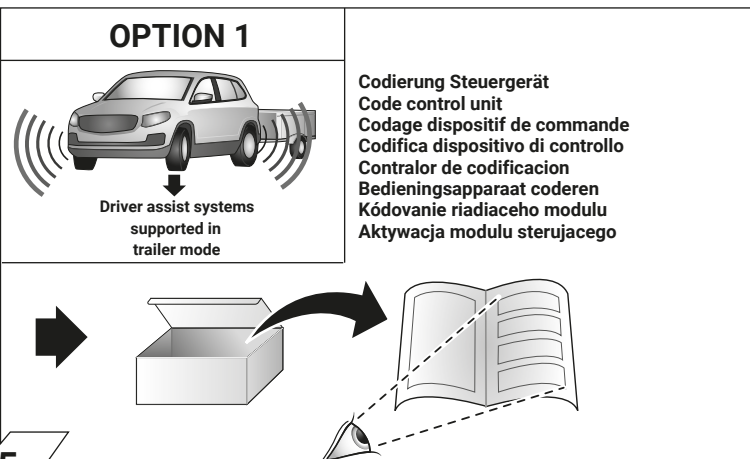 OPTION 1
Driver assist systems
supported in
trailer mode
Codierung Steuergerät
Code control unit
Codage dispositif de commande
Codifica dispositivo di controllo
Contralor de codificacion
Bedieningsapparaat coderen
Kódovanie riadiaceho modulu
Aktywacja modulu sterujacego